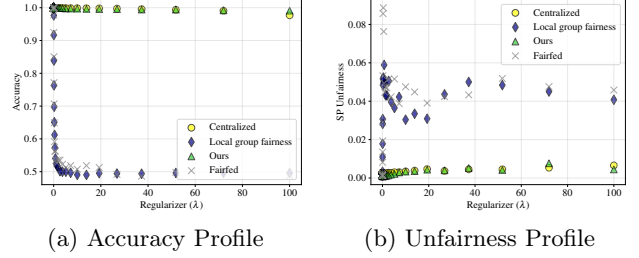 1.0
0.9
0.8
0.7
0.6
0.5
Accuracy
Centralized
Local group fairness
Ours
Fairfed
0 20 40 60 80 100
Regularizer (λ)
(a) Accuracy Profile
0.08
0.06
0.04
0.02
0.00
SP Unfairness
Centralized
Local group fairness
Ours
Fairfed
0 20 40 60 80 100
Regularizer (λ)
(b) Unfairness Profile